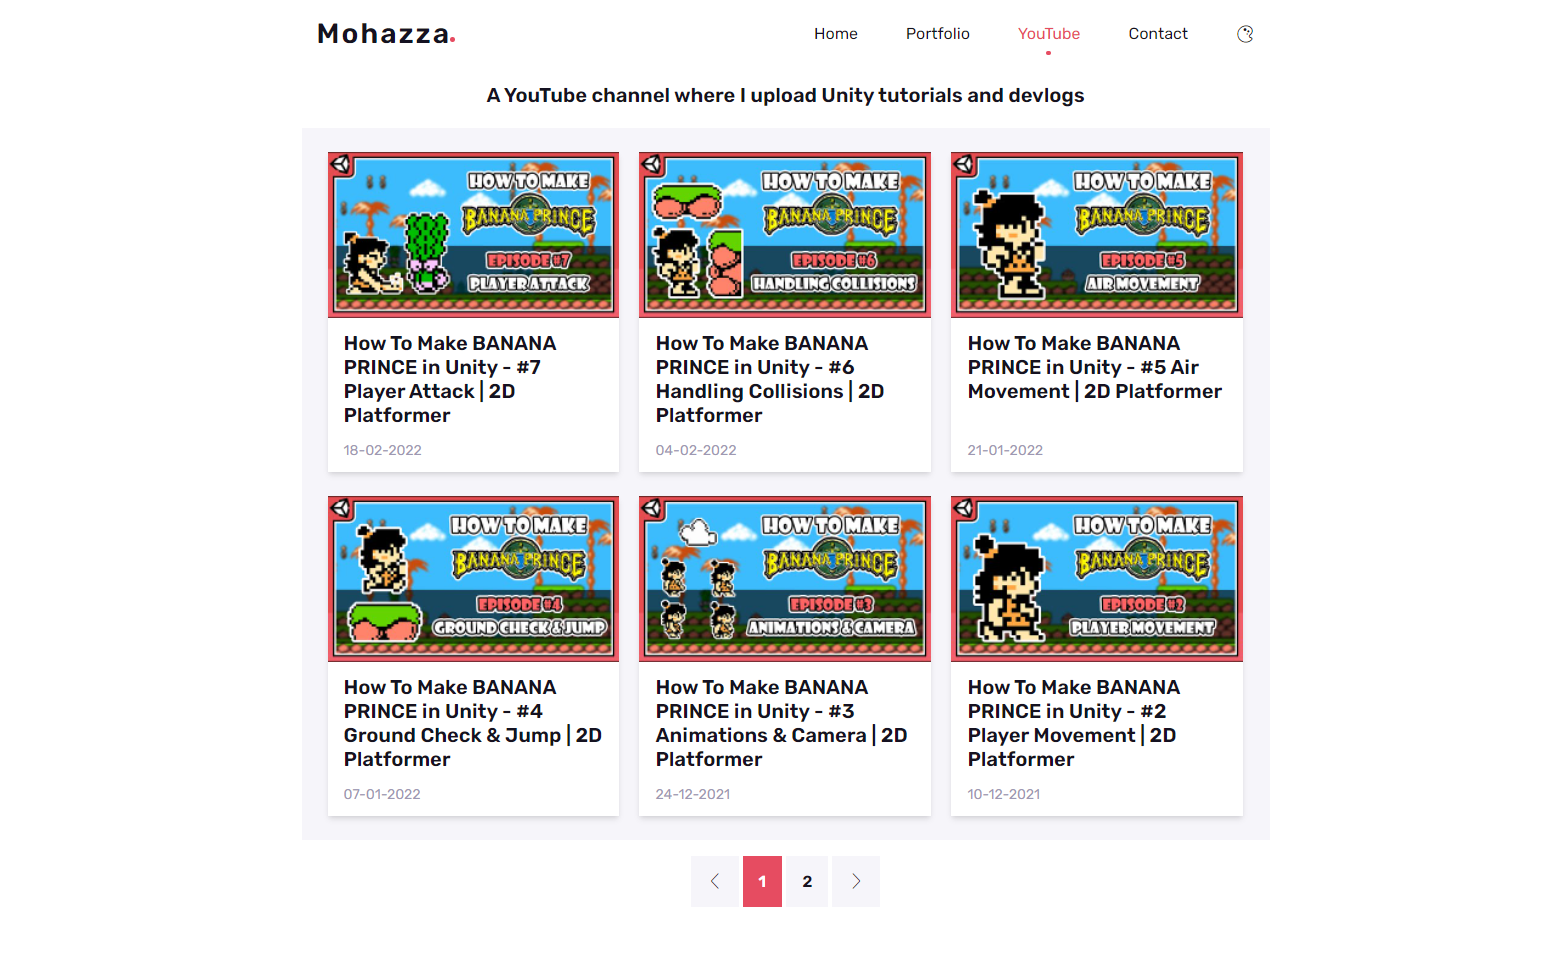 Mohazza.
Home
Portfolio
YouTube
Contact
A YouTube channel where I upload Unity tutorials and devlogs
HOW TO MAKE
BANANA PRINCE
EPISODE #7
PLAYER ATTACK
How To Make BANANA
PRINCE in Unity - #7
Player Attack | 2D
Platformer
18-02-2022
HOW TO MAKE
BANANA PRINCE
EPISODE #6
HANDLING COLLISIONS
How To Make BANANA
PRINCE in Unity - #6
Handling Collisions | 2D
Platformer
04-02-2022
HOW TO MAKE
BANANA PRINCE
EPISODE #5
AIR MOVEMENT
How To Make BANANA
PRINCE in Unity - #5 Air
Movement | 2D Platformer
21-01-2022
HOW TO MAKE
BANANA PRINCE
EPISODE #4
GROUND CHECK & JUMP
How To Make BANANA
PRINCE in Unity - #4
Ground Check & Jump | 2D
Platformer
07-01-2022
HOW TO MAKE
BANANA PRINCE
EPISODE #3
ANIMATIONS & CAMERA
How To Make BANANA
PRINCE in Unity - #3
Animations & Camera | 2D
Platformer
24-12-2021
HOW TO MAKE
BANANA PRINCE
EPISODE #2
PLAYER MOVEMENT
How To Make BANANA
PRINCE in Unity - #2
Player Movement | 2D
Platformer
10-12-2021
1
2